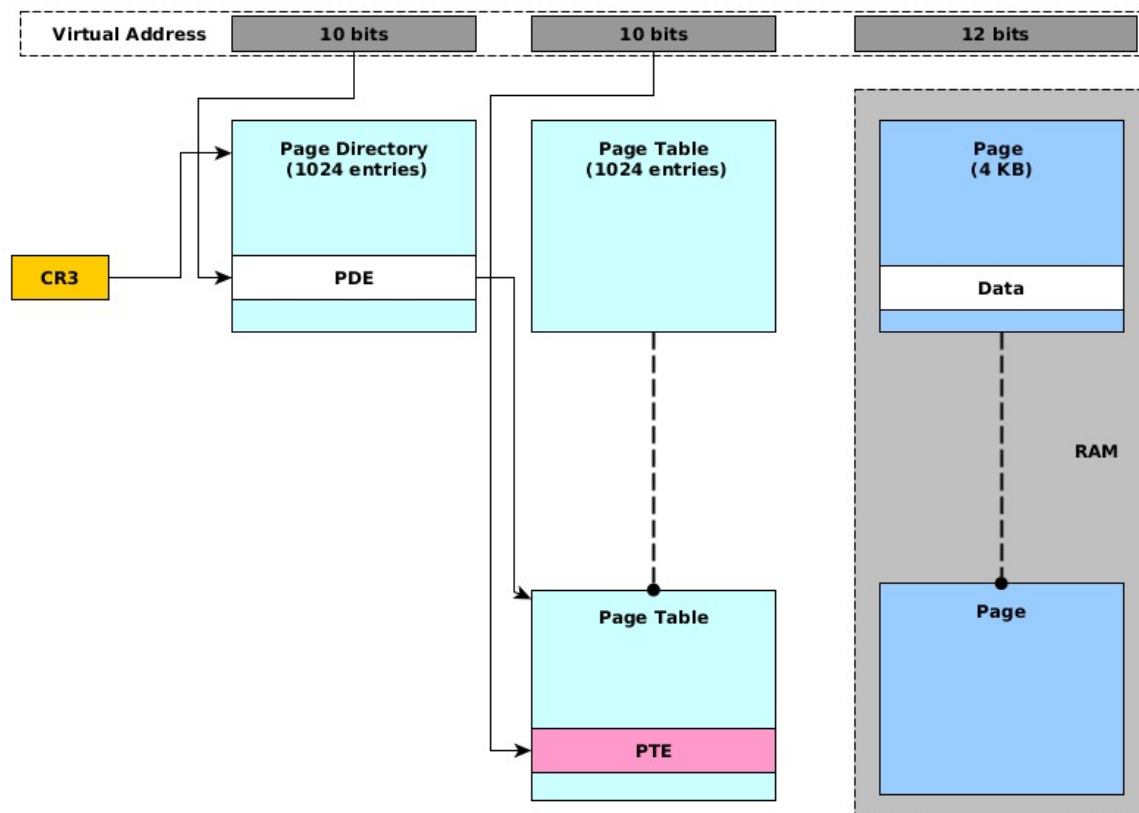 Virtual Address 10 bits 10 bits 12 bits
Page Directory
(1024 entries)
Page Table
(1024 entries)
Page
(4 KB)
CR3
PDE
Data
RAM
Page Table
Page
PTE